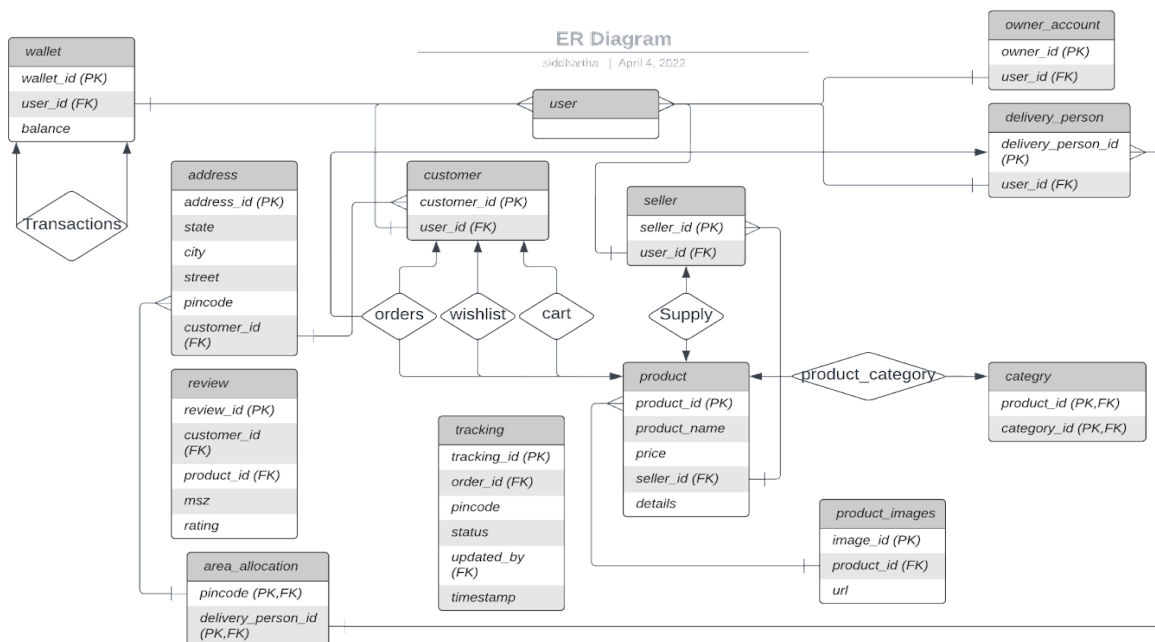 ER Diagram
siddhartha | April 4, 2022
wallet
wallet_id (PK)
user_id (FK)
balance
Transactions
user
owner_account
owner_id (PK)
user_id (FK)
delivery_person
delivery_person_id
(PK)
user_id (FK)
address
address_id (PK)
state
city
street
pincode
customer_id
(FK)
customer
customer_id (PK)
user_id (FK)
seller
seller_id (PK)
user_id (FK)
orders
wishlist
cart
Supply
product_category
review
review_id (PK)
customer_id
(FK)
product_id (FK)
msz
rating
tracking
tracking_id (PK)
order_id (FK)
pincode
status
updated_by
(FK)
timestamp
product
product_id (PK)
product_name
price
seller_id (FK)
details
categry
product_id (PK,FK)
category_id (PK,FK)
product_images
image_id (PK)
product_id (FK)
url
area_allocation
pincode (PK,FK)
delivery_person_id
(PK,FK)